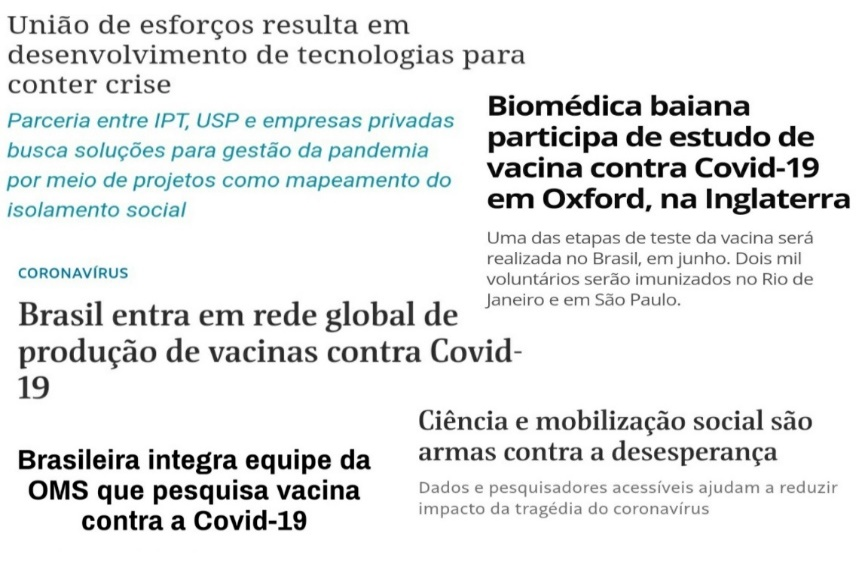 União de esforços resulta em
desenvolvimento de tecnologias para
conter crise
Parceria entre IPT, USP e empresas privadas
busca soluções para gestão da pandemia
por meio de projetos como mapeamento do
isolamento social
Biomédica baiana
participa de estudo de
vacina contra Covid-19
em Oxford, na Inglaterra
Uma das etapas de teste da vacina será
realizada no Brasil, em junho. Dois mil
voluntários serão imunizados no Rio de
Janeiro e em São Paulo.
CORONAVÍRUS
Brasil entra em rede global de
produção de vacinas contra Covid-
19
Brasileira integra equipe da
OMS que pesquisa vacina
contra a Covid-19
Ciência e mobilização social são
armas contra a desesperança
Dados e pesquisadores acessíveis ajudam a reduzir
impacto da tragédia do coronavírus